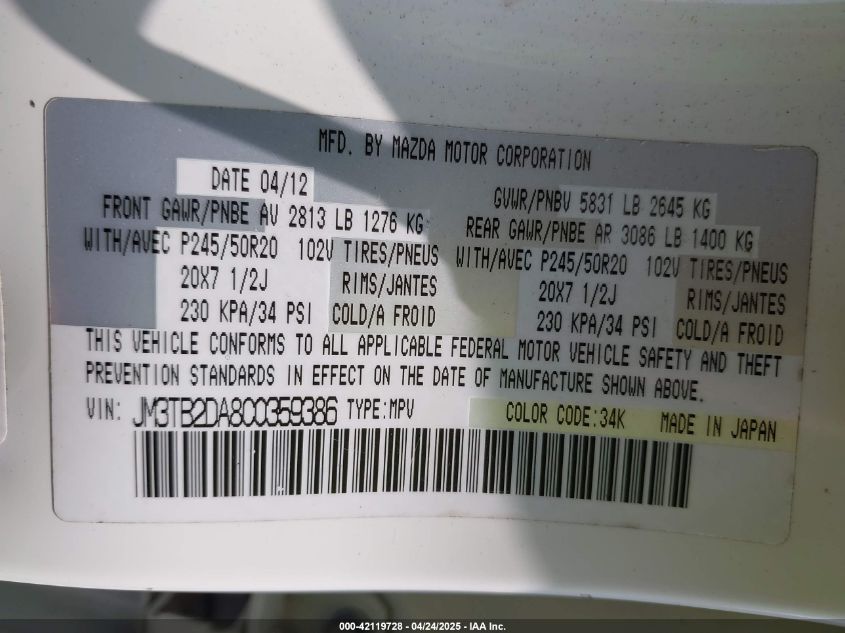 MFD. BY MAZDA MOTOR CORPORATION
DATE 04/12 GVWR/PNBV 5831 LB 2645 KG
FRONT GAWR/PNBE AV 2813 LB 1276 KG REAR GAWR/PNBE AR 3086 LB 1400 KG
WITH/AVEC P245/50R20 102V TIRES/PNEUS WITH/AVEC P245/50R20 102V TIRES/PNEUS
20X7 1/2J RIMS/JANTES 20X7 1/2J RIMS/JANTES
230 KPA/34 PSI COLD/A FROID 230 KPA/34 PSI COLD/A FROID
THIS VEHICLE CONFORMS TO ALL APPLICABLE FEDERAL MOTOR VEHICLE SAFETY AND THEFT
PREVENTION STANDARDS IN EFFECT ON THE DATE OF MANUFACTURE SHOWN ABOVE.
VIN: JM3TB2DA8C0359386 TYPE:MPV COLOR CODE:34K MADE IN JAPAN
000-42119728 - 04/24/2025 - IAA Inc.